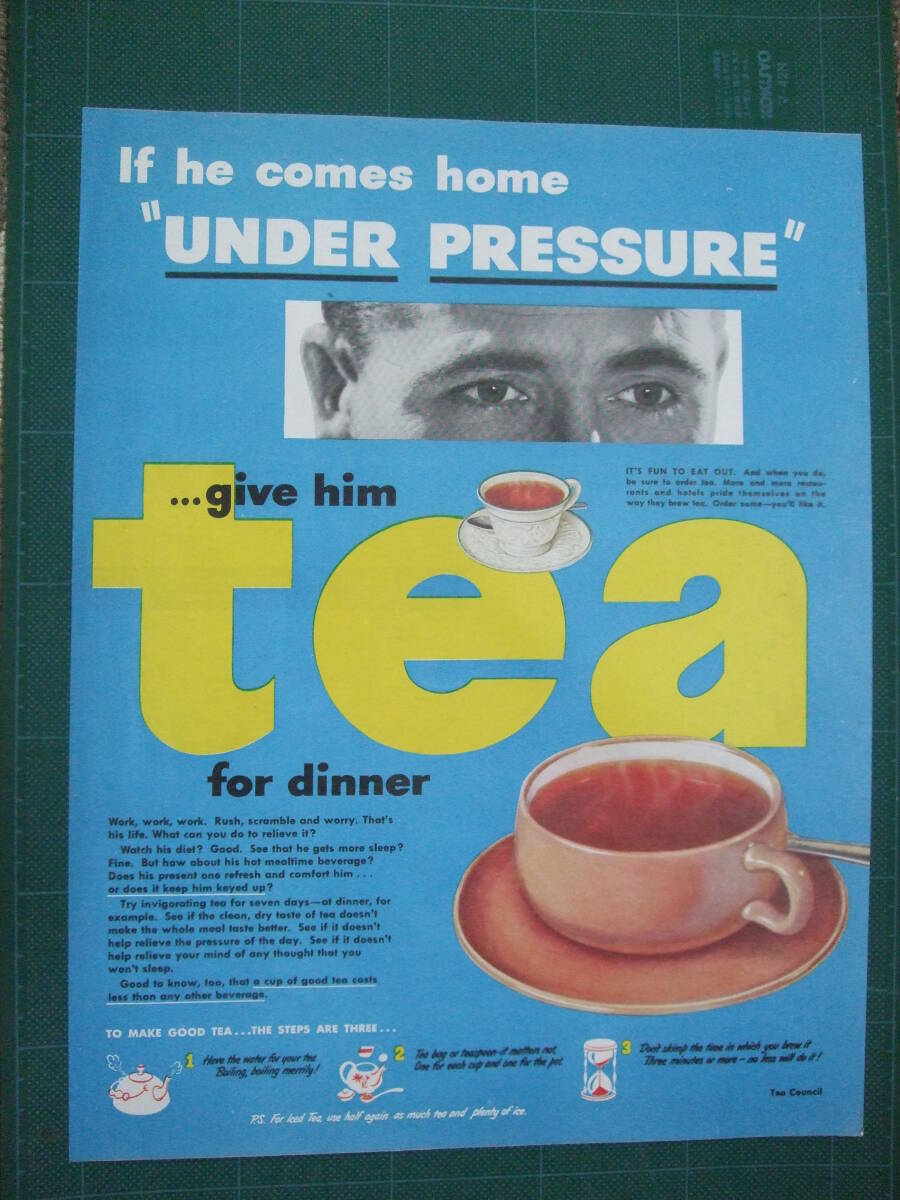 If he comes home
"UNDER PRESSURE"
...give him
IT'S FUN TO EAT OUT. And when you do,
be sure to order tea. More and more restau-
rants and hotels pride themselves on the
way they brew tea. Order some—you'll like it.
tea
for dinner
Work, work, work. Rush, scramble and worry. That's
his life. What can you do to relieve it?
Watch his diet? Good. See that he gets more sleep?
Fine. But how about his hot mealtime beverage?
Does his present one refresh and comfort him . . .
or does it keep him keyed up?
Try invigorating tea for seven days—at dinner, for
example. See if the clean, dry taste of tea doesn't
make the whole meal taste better. See if it doesn't
help relieve the pressure of the day. See if it doesn't
help relieve your mind of any thought that you
won't sleep.
Good to know, too, that a cup of good tea costs
less than any other beverage.
TO MAKE GOOD TEA...THE STEPS ARE THREE...
1 Have the water for your tea
Boiling, boiling merrily!
2 Tea bag or teaspoon-it matters not,
One for each cup and one for the pot.
3 Don't skimp the time in which you brew it
Three minutes or more - no less will do it!
Tea Council
P.S. For Iced Tea, use half again as much tea and plenty of ice.